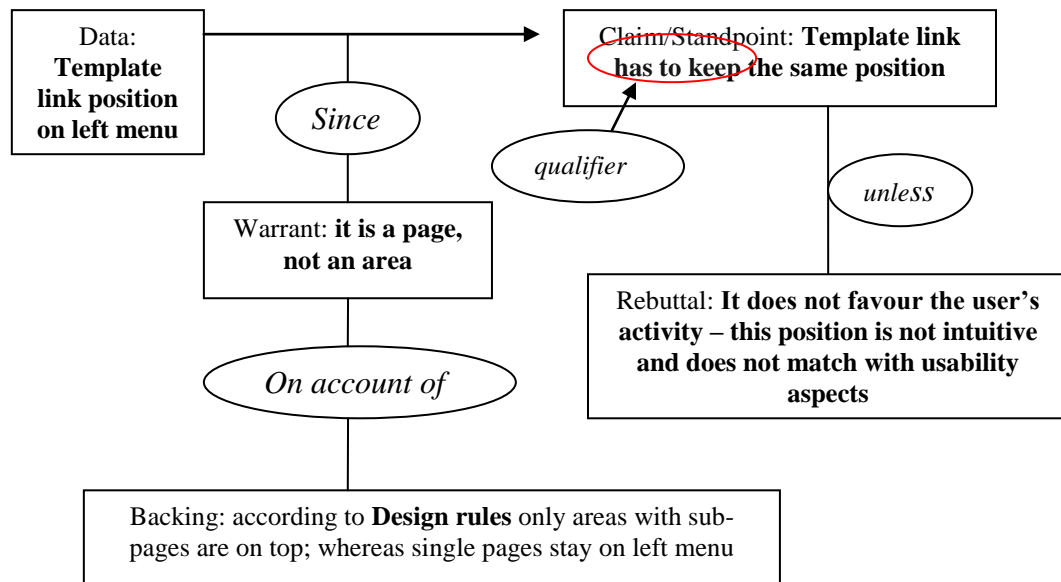 Data:
Template
link position
on left menu
Claim/Standpoint: Template link
has to keep the same position
Since
qualifier
unless
Warrant: it is a page,
not an area
Rebuttal: It does not favour the user’s
activity – this position is not intuitive
and does not match with usability
aspects
On account of
Backing: according to Design rules only areas with sub-
pages are on top; whereas single pages stay on left menu